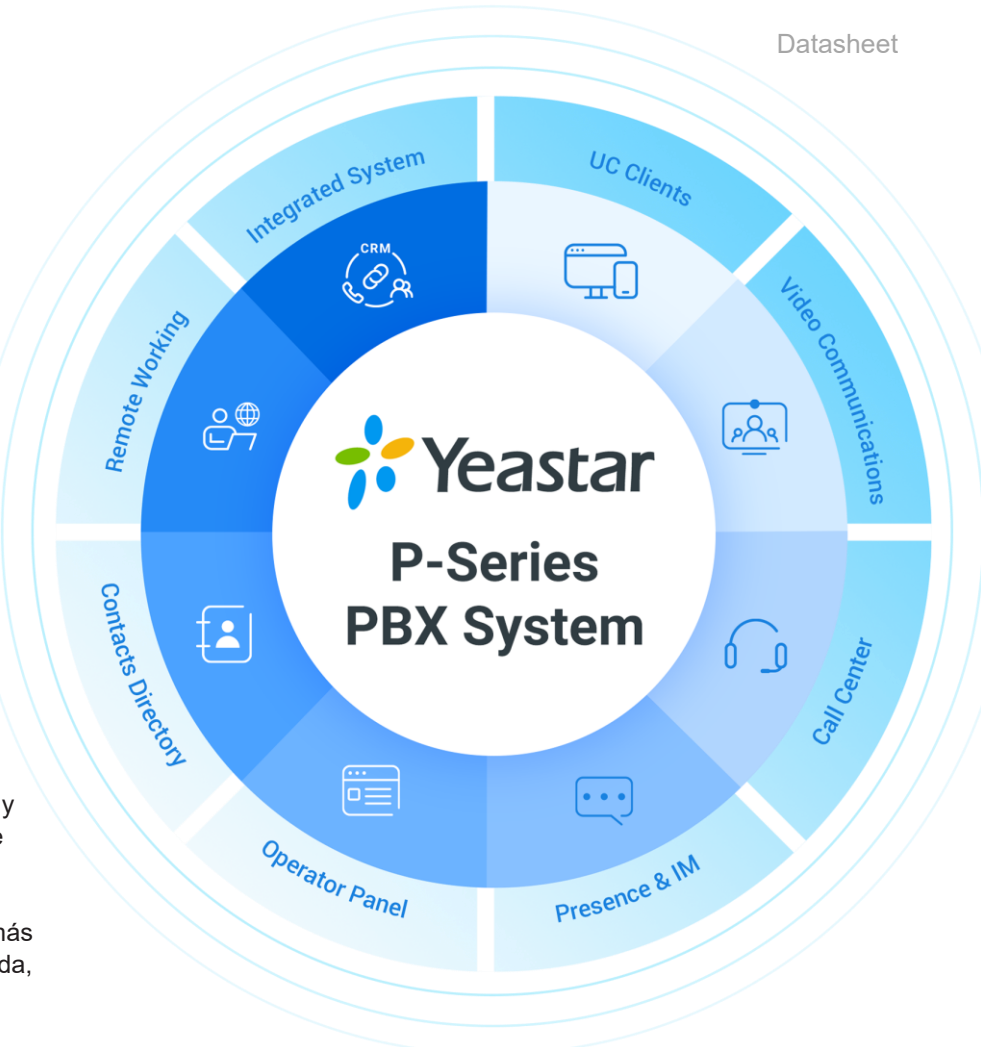 Datasheet
Integrated System
UC Clients
CRM
Video Communications
Remote Working
Yeastar
P-Series
PBX System
Contacts Directory
Call Center
Operator Panel
Presence & IM
y
e
más
da,